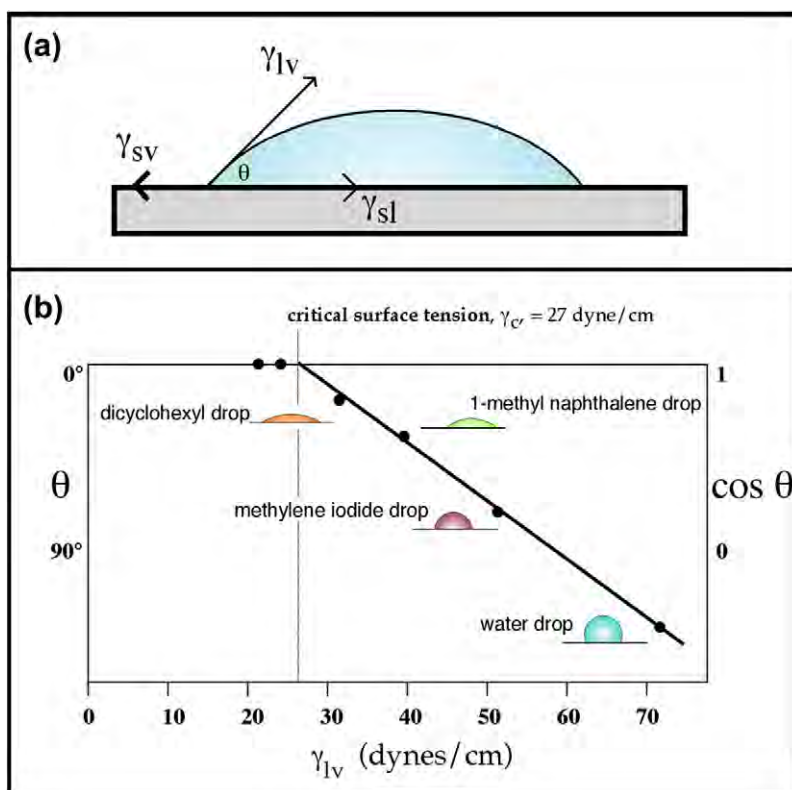 (a)
γlv
γsv
θ
γsl
(b)
critical surface tension, γc, = 27 dyne/cm
0°
1
dicyclohexyl drop
1-methyl naphthalene drop
θ
cos θ
methylene iodide drop
90°
0
water drop
0 10 20 30 40 50 60 70
γlv (dynes/cm)